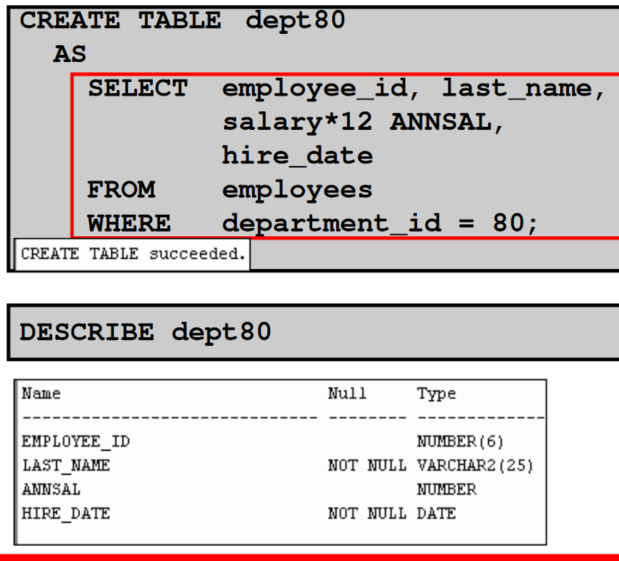 CREATE TABLE dept80
AS
SELECT employee_id, last_name,
salary*12 ANNSAL,
hire_date
FROM employees
WHERE department_id = 80;
CREATE TABLE succeeded.
DESCRIBE dept80
Name Null Type
------------------------------ -------- -------------
EMPLOYEE_ID NUMBER(6)
LAST_NAME NOT NULL VARCHAR2(25)
ANNSAL NUMBER
HIRE_DATE NOT NULL DATE